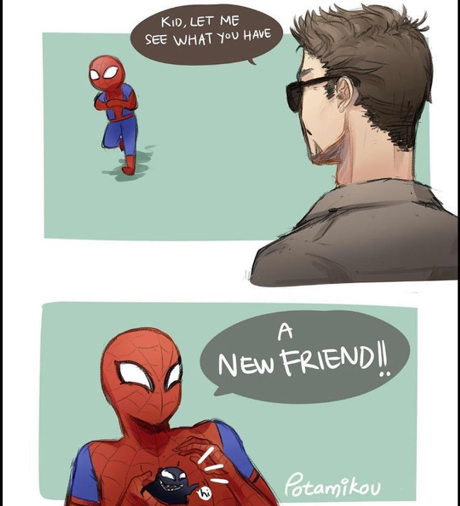 KID, LET ME
SEE WHAT YOU HAVE
A
NEW FRIEND!!
hi
Potamikou